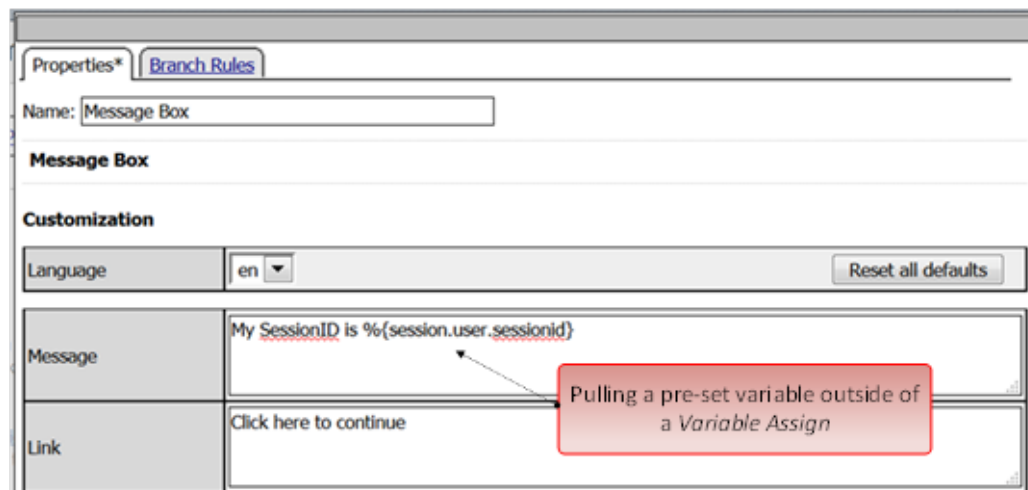 Properties* Branch Rules
Name: Message Box
Message Box
Customization
Language en Reset all defaults
Message My SessionID is %{session.user.sessionid}
Pulling a pre-set variable outside of
a Variable Assign
Link Click here to continue